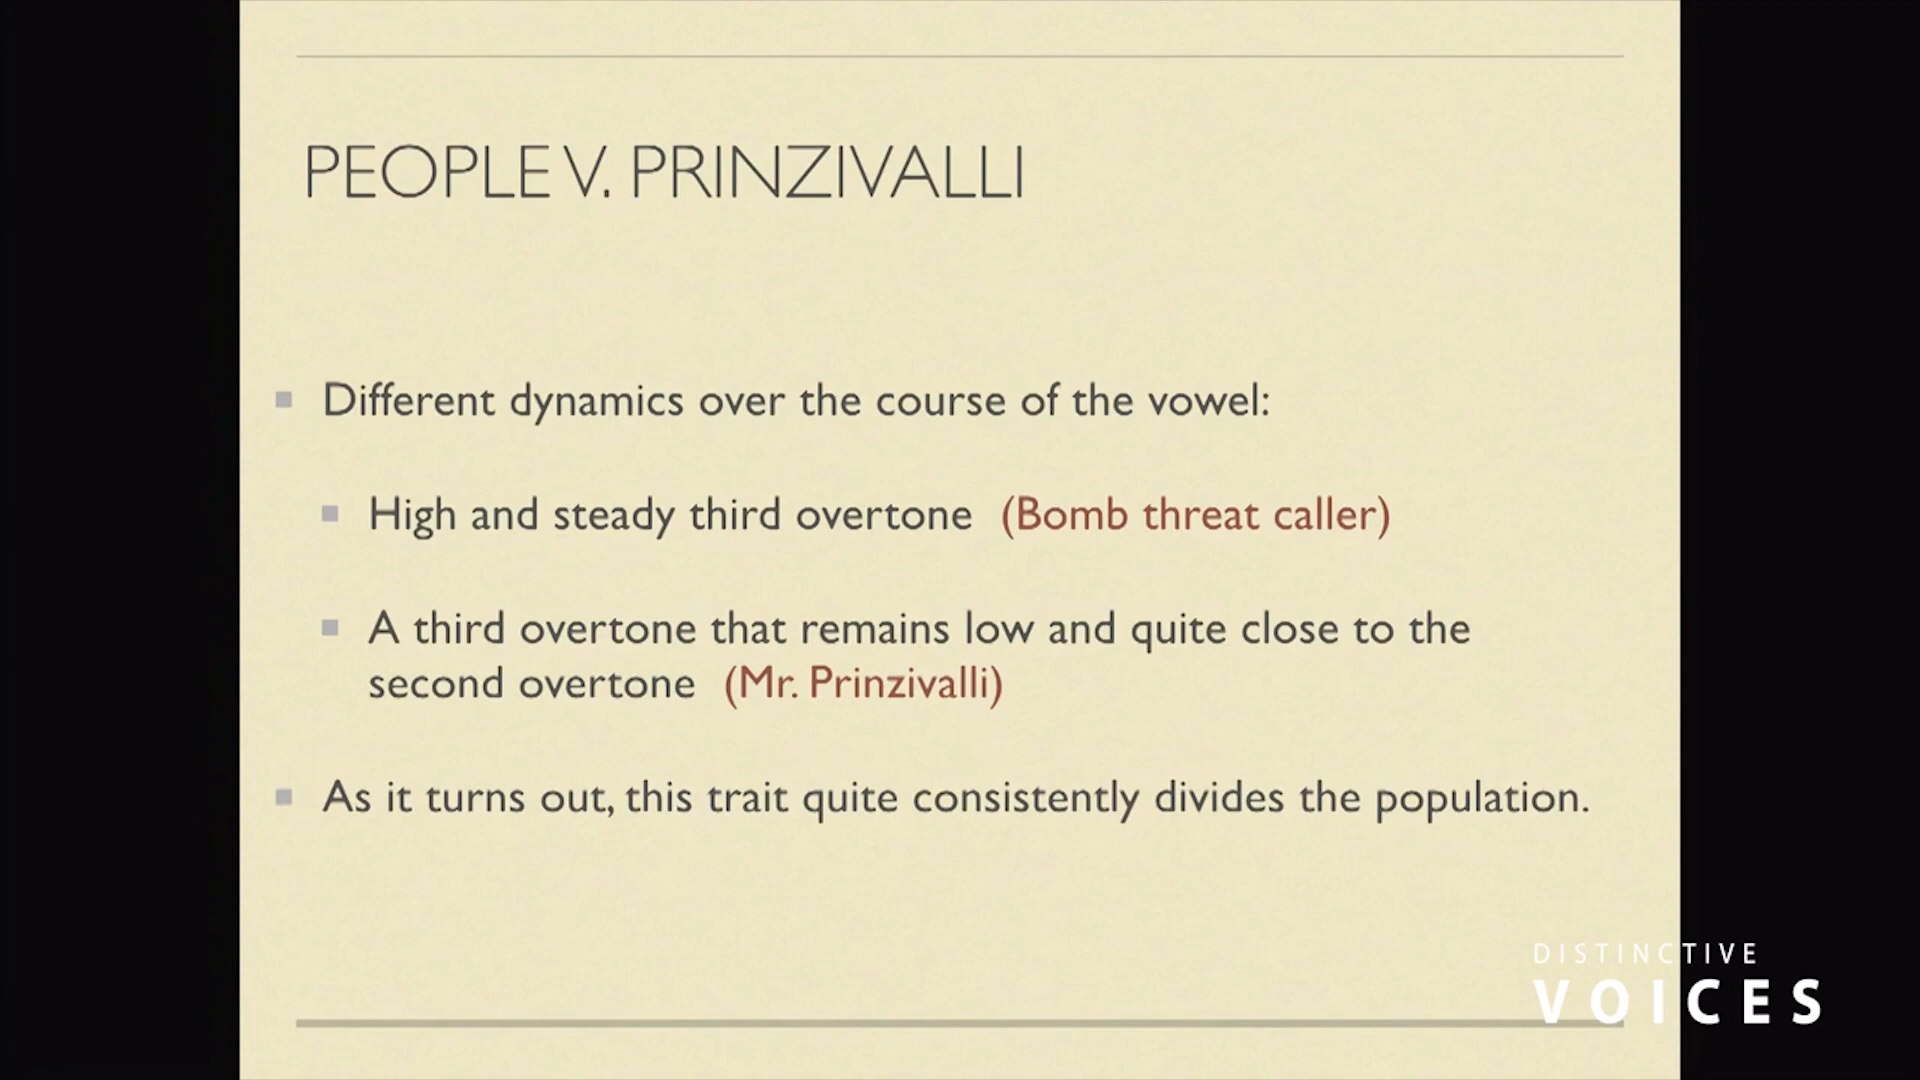 PEOPLE V. PRINZIVALLI
Different dynamics over the course of the vowel:
High and steady third overtone (Bomb threat caller)
A third overtone that remains low and quite close to the
second overtone (Mr. Prinzivalli)
As it turns out, this trait quite consistently divides the population.
DISTINCTIVE
VOICES